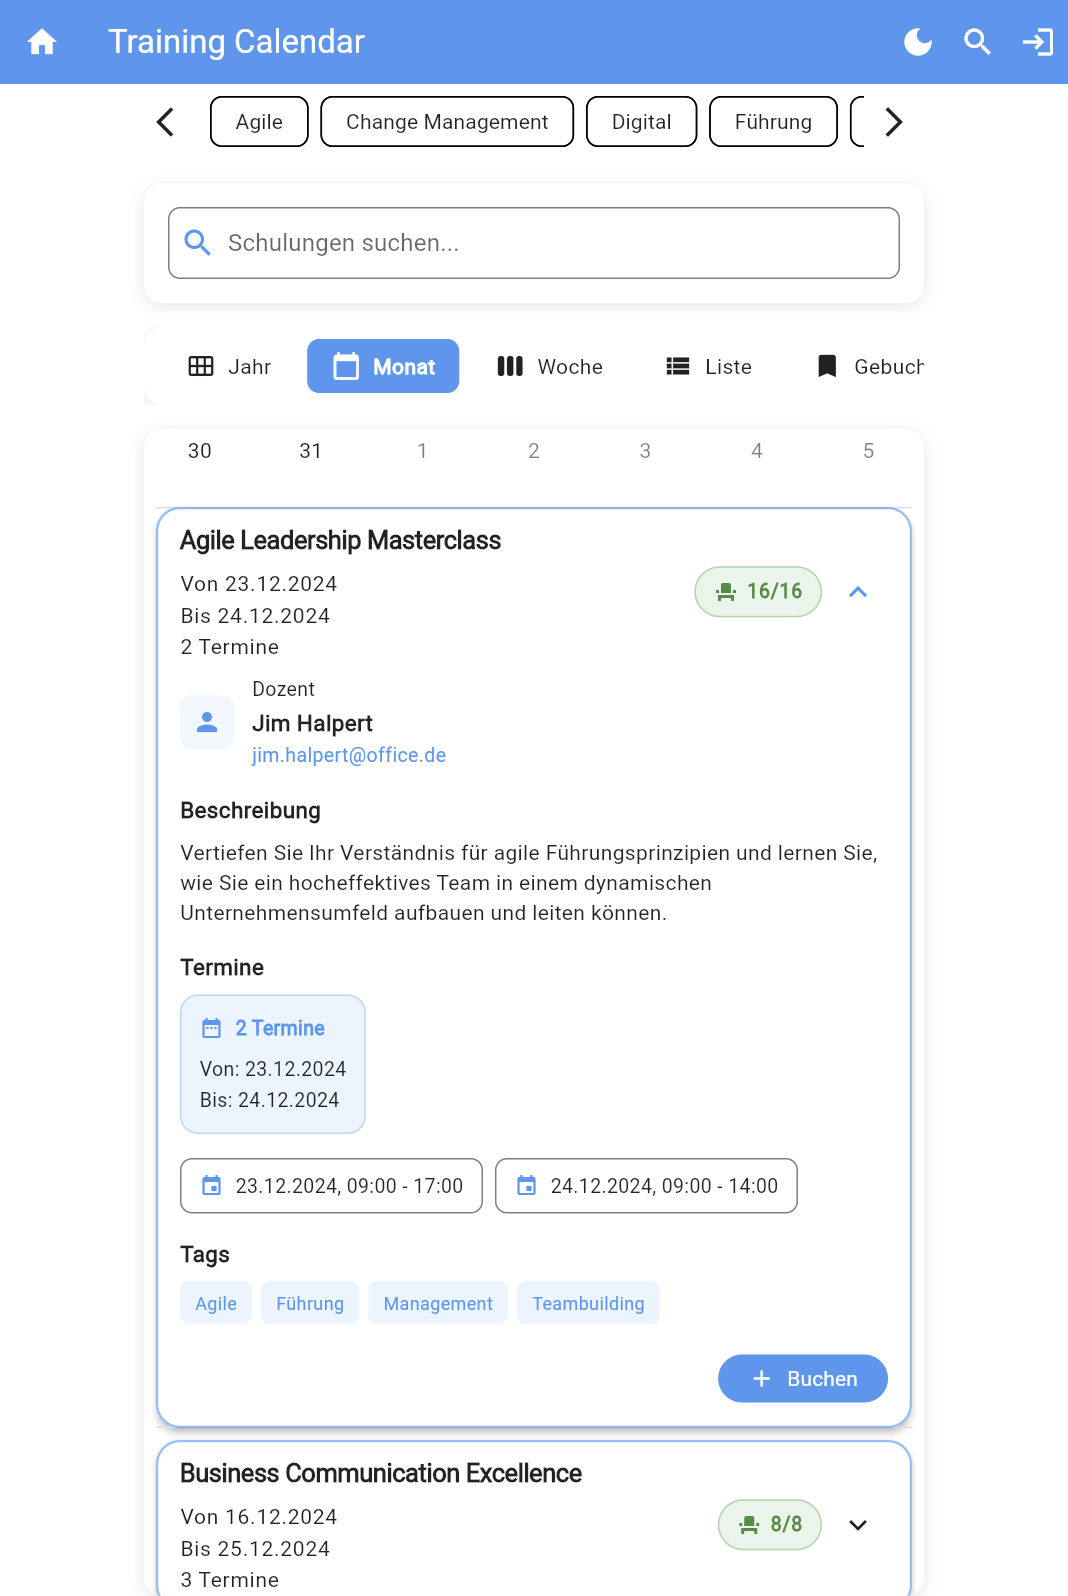 Training Calendar
Agile
Change Management
Digital
Führung
Schulungen suchen...
Jahr
Monat
Woche
Liste
Gebuch
30 31 1 2 3 4 5
Agile Leadership Masterclass
Von 23.12.2024
Bis 24.12.2024
2 Termine
16/16
Dozent
Jim Halpert
jim.halpert@office.de
Beschreibung
Vertiefen Sie Ihr Verständnis für agile Führungsprinzipien und lernen Sie,
wie Sie ein hocheffektives Team in einem dynamischen
Unternehmensumfeld aufbauen und leiten können.
Termine
2 Termine
Von: 23.12.2024
Bis: 24.12.2024
23.12.2024, 09:00 - 17:00
24.12.2024, 09:00 - 14:00
Tags
Agile
Führung
Management
Teambuilding
Buchen
Business Communication Excellence
Von 16.12.2024
Bis 25.12.2024
3 Termine
8/8